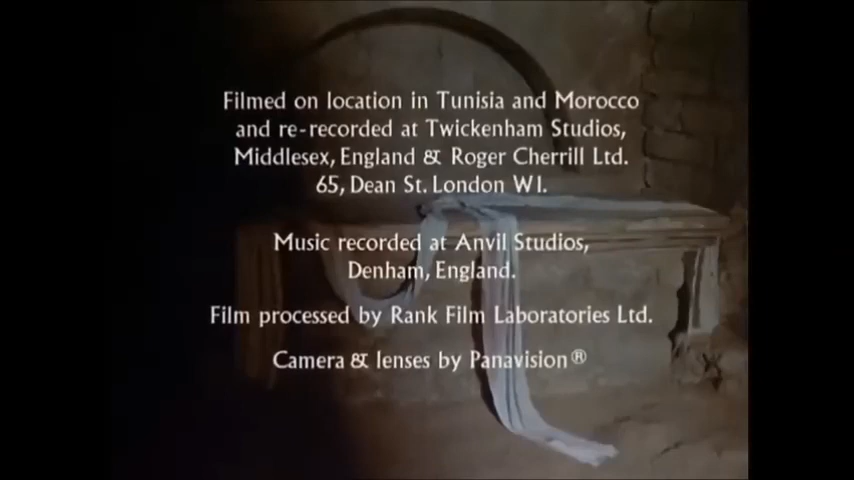 Filmed on location in Tunisia and Morocco
and re-recorded at Twickenham Studios,
Middlesex, England & Roger Cherrill Ltd.
65, Dean St. London W1.
Music recorded at Anvil Studios,
Denham, England.
Film processed by Rank Film Laboratories Ltd.
Camera & lenses by Panavision®